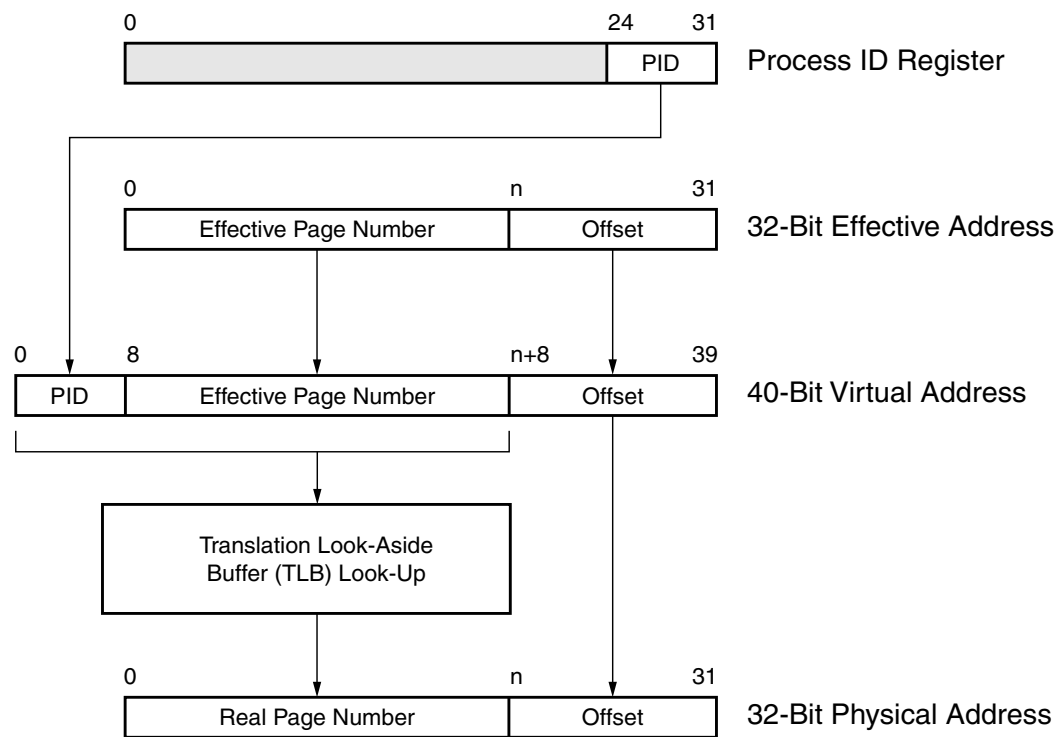 0 24 31
PID Process ID Register
0 n 31
Effective Page Number Offset 32-Bit Effective Address
0 8 n+8 39
PID Effective Page Number Offset 40-Bit Virtual Address
Translation Look-Aside
Buffer (TLB) Look-Up
0 n 31
Real Page Number Offset 32-Bit Physical Address